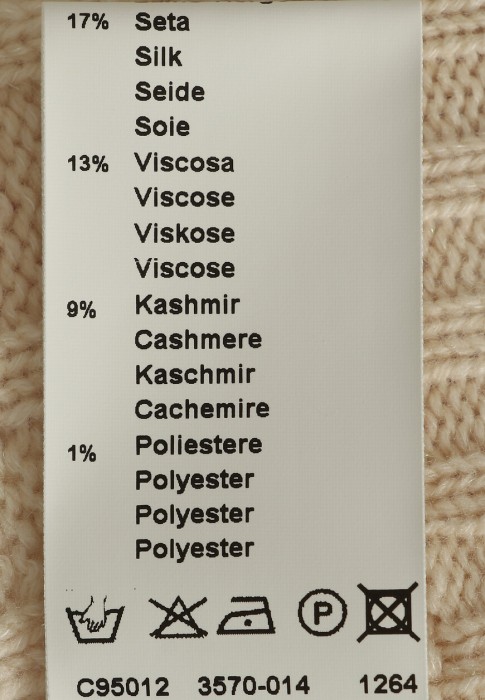 17% Seta
Silk
Seide
Soie
13% Viscosa
Viscose
Viskose
Viscose
9% Kashmir
Cashmere
Kaschmir
Cachemire
1% Poliestere
Polyester
Polyester
Polyester
P
C95012 3570-014 1264